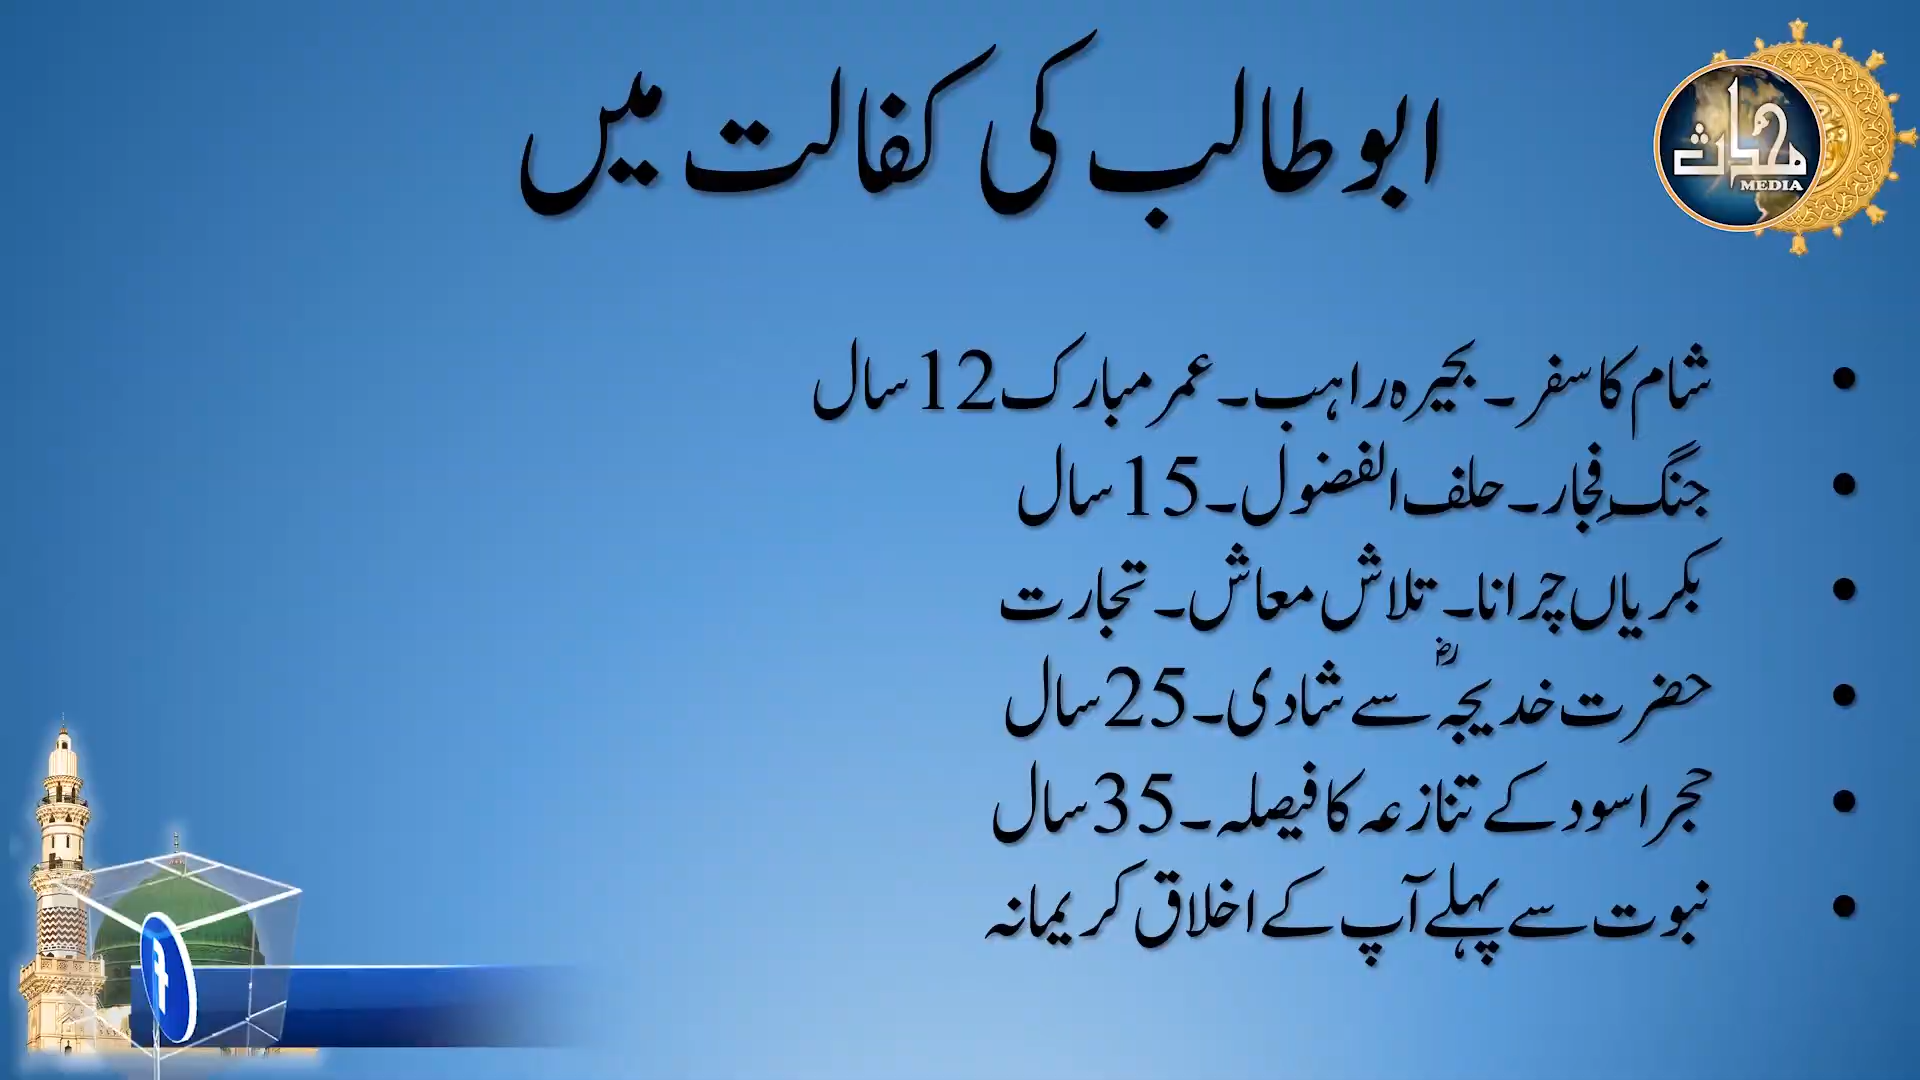 ابو طالب کی کفالت میں
محدث
MEDIA
• شام کا سفر۔ بحیرہ راہب۔ عمر مبارک 12 سال
• جنگِ فجار۔ حلف الفضول۔ 15 سال
• بکریاں چرانا۔ تلاش معاش۔ تجارت
• حضرت خدیجہؓ سے شادی۔ 25 سال
• حجر اسود کے تنازعہ کا فیصلہ۔ 35 سال
• نبوت سے پہلے آپ کے اخلاق کریمانہ
f